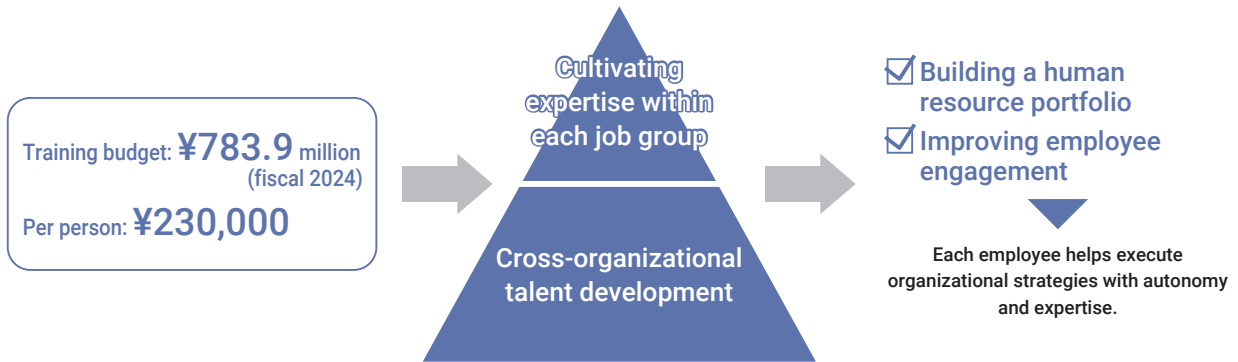 Training budget: ¥783.9 million
(fiscal 2024)
Per person: ¥230,000
Cultivating
expertise within
each job group
Cross-organizational
talent development
Building a human
resource portfolio
Improving employee
engagement
Each employee helps execute
organizational strategies with autonomy
and expertise.